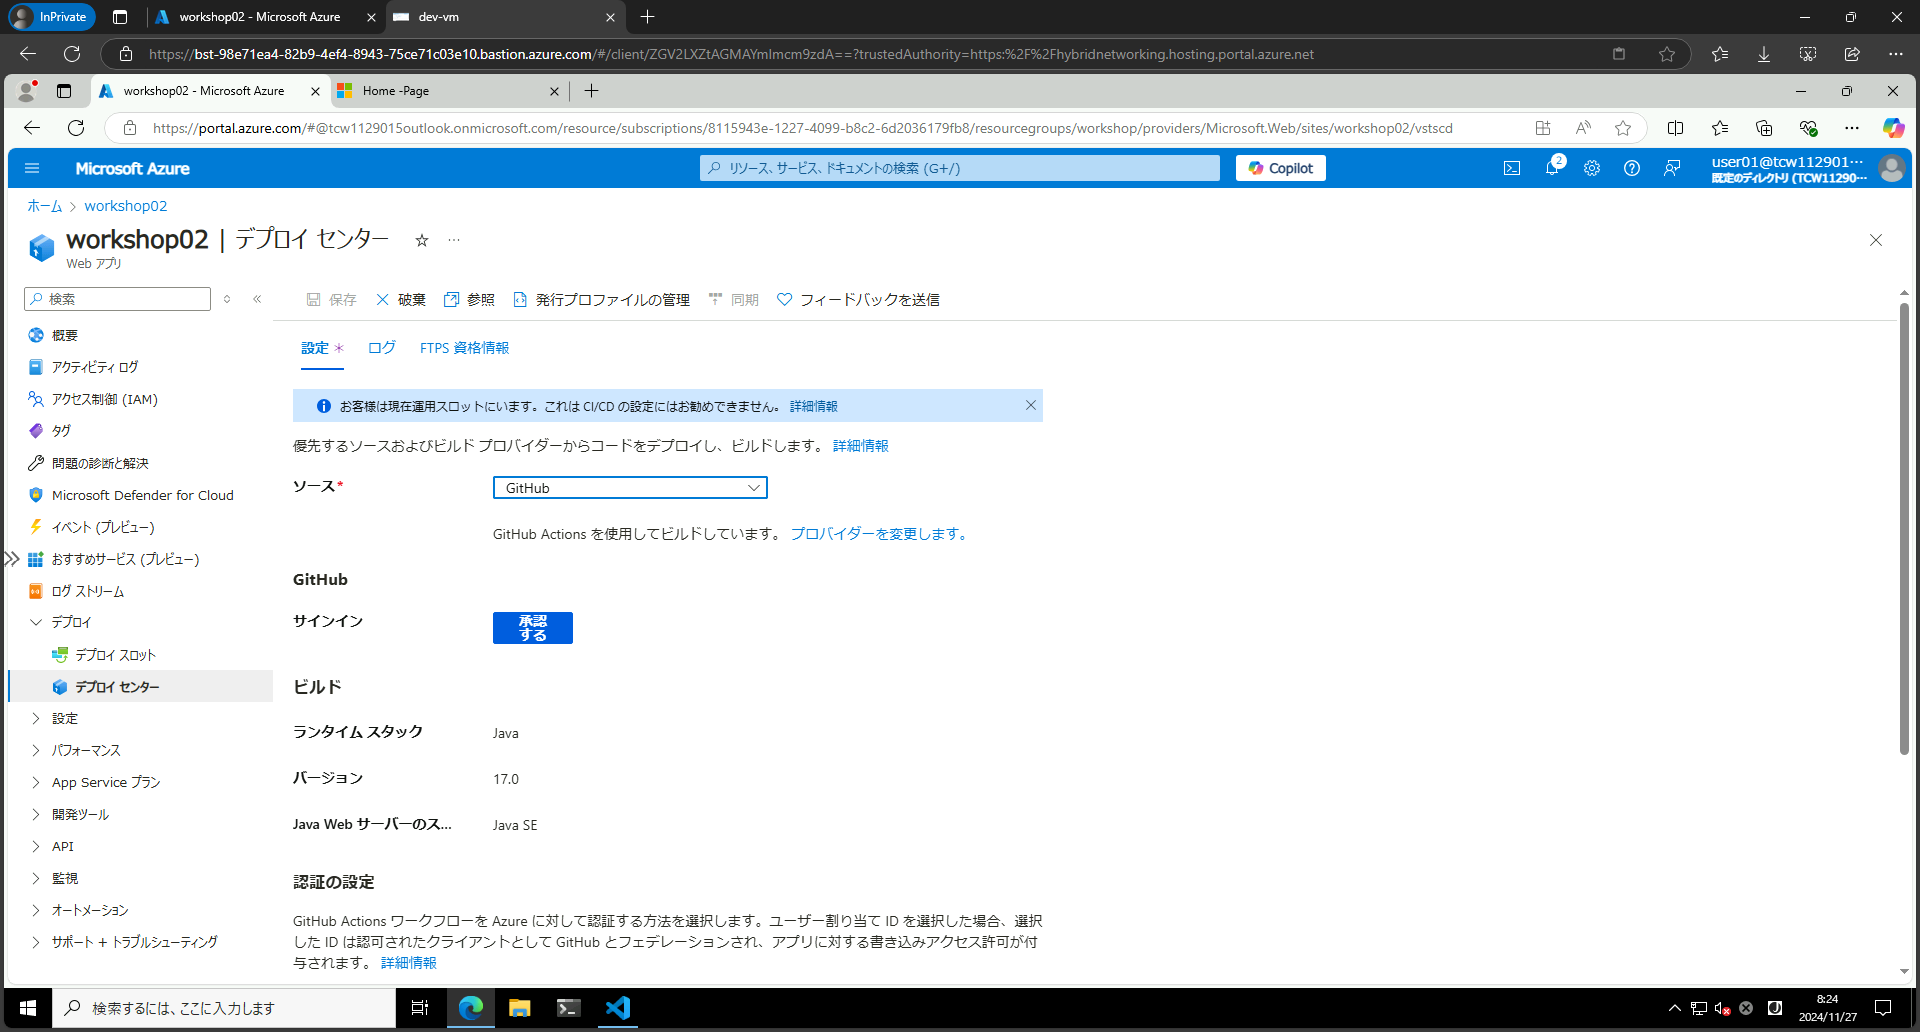 InPrivate
workshop02 - Microsoft Azure
dev-vm
https://bst-98e71ea4-82b9-4ef4-8943-75ce71c03e10.bastion.azure.com/#/client/ZGV2LXZtAGMAYmlmcm9zdA==?trustedAuthority=https:%2F%2Fhybridnetworking.hosting.portal.azure.net
workshop02 - Microsoft Azure
Home -Page
https://portal.azure.com/#@tcw1129015outlook.onmicrosoft.com/resource/subscriptions/8115943e-1227-4099-b8c2-6d2036179fb8/resourcegroups/workshop/providers/Microsoft.Web/sites/workshop02/vstscd
Microsoft Azure
リソース、サービス、ドキュメントの検索 (G+/)
Copilot
2
user01@tcw112901…
既定のディレクトリ (TCW11290…
ホーム
workshop02
workshop02 | デプロイ センター
Web アプリ
検索
保存
破棄
参照
発行プロファイルの管理
同期
フィードバックを送信
概要
アクティビティ ログ
アクセス制御 (IAM)
タグ
問題の診断と解決
Microsoft Defender for Cloud
イベント (プレビュー)
おすすめサービス (プレビュー)
ログ ストリーム
デプロイ
デプロイ スロット
デプロイ センター
設定
パフォーマンス
App Service プラン
開発ツール
API
監視
オートメーション
サポート + トラブルシューティング
設定 *
ログ
FTPS 資格情報
お客様は現在運用スロットにいます。これは CI/CD の設定にはお勧めできません。 詳細情報
優先するソースおよびビルド プロバイダーからコードをデプロイし、ビルドします。 詳細情報
ソース*
GitHub
GitHub Actions を使用してビルドしています。 プロバイダーを変更します。
GitHub
サインイン
承認
する
ビルド
ランタイム スタック
Java
バージョン
17.0
Java Web サーバーのス...
Java SE
認証の設定
GitHub Actions ワークフローを Azure に対して認証する方法を選択します。ユーザー割り当て ID を選択した場合、選択
した ID は認可されたクライアントとして GitHub とフェデレーションされ、アプリに対する書き込みアクセス許可が付
与されます。 詳細情報
検索するには、ここに入力します
8:24
2024/11/27